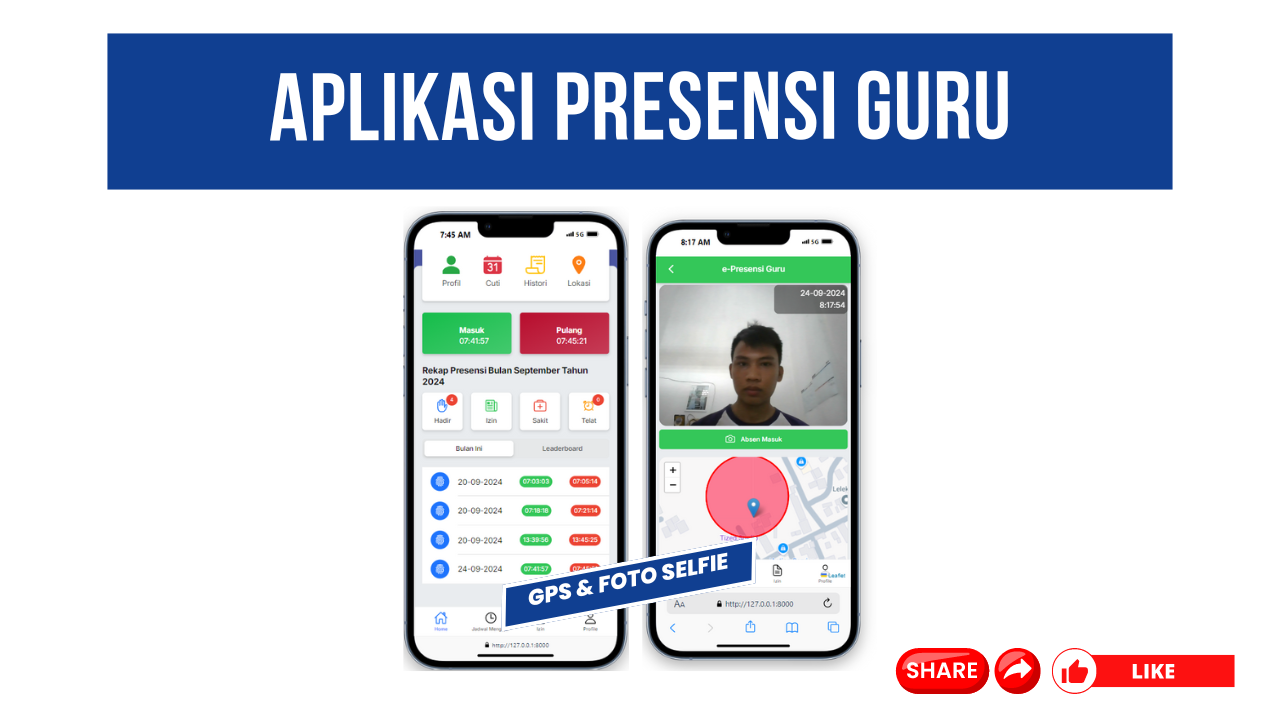 APLIKASI PRESENSI GURU
7:45 AM
5G
31
Profil
Cuti
Histori
Lokasi
Masuk
07:41:57
Pulang
07:45:21
Rekap Presensi Bulan September Tahun
2024
4
0
Hadir
Izin
Sakit
Telat
Bulan Ini
Leaderboard
20-09-2024 07:03:03 07:05:14
20-09-2024 07:18:18 07:21:14
20-09-2024 13:39:56 13:45:25
24-09-2024 07:41:57
Home
Jadwal
Izin
Profile
http://127.0.0.1:8000
8:17 AM
5G
e-Presensi Guru
24-09-2024
8:17:54
Absen Masuk
+
−
Lelek
Leaflet
Izin
Profile
AA
http://127.0.0.1:8000
GPS & FOTO SELFIE
SHARE
LIKE